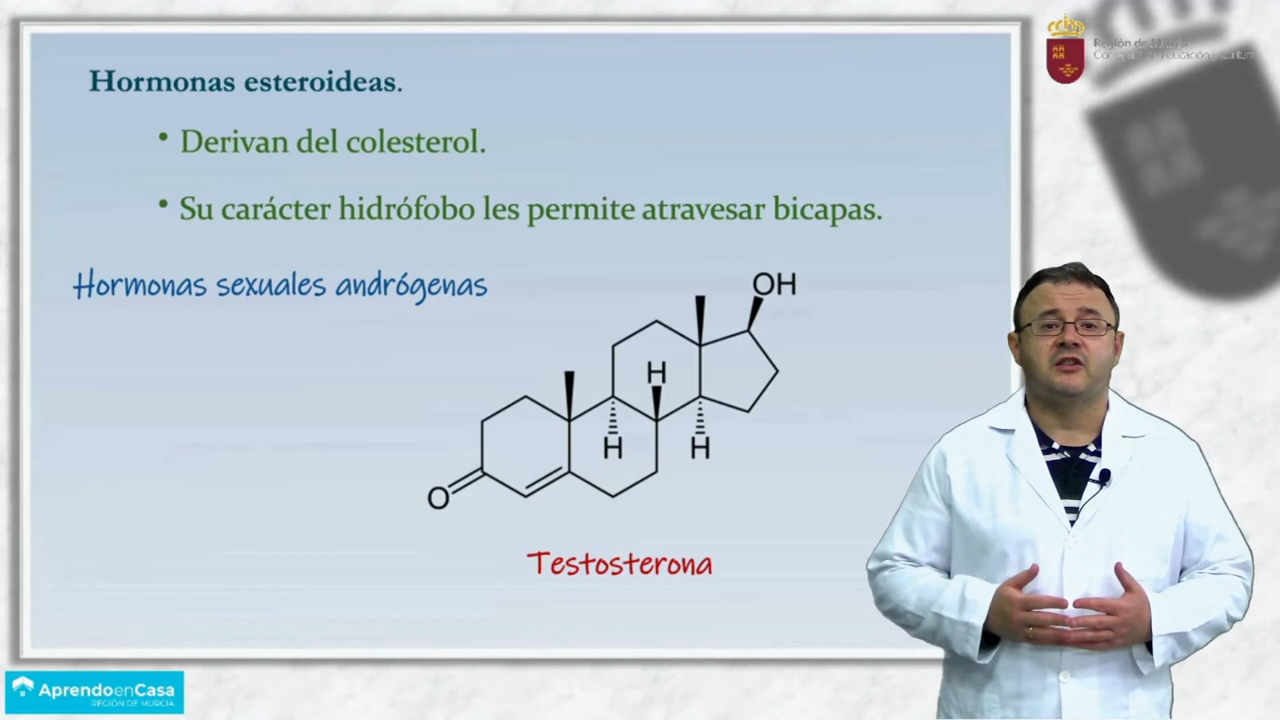 Hormonas esteroideas.
• Derivan del colesterol.
• Su carácter hidrófobo les permite atravesar bicapas.
Hormonas sexuales andrógenas
OH
H
H
H
O
Testosterona
Región de Murcia
AprendoenCasa
REGIÓN DE MURCIA